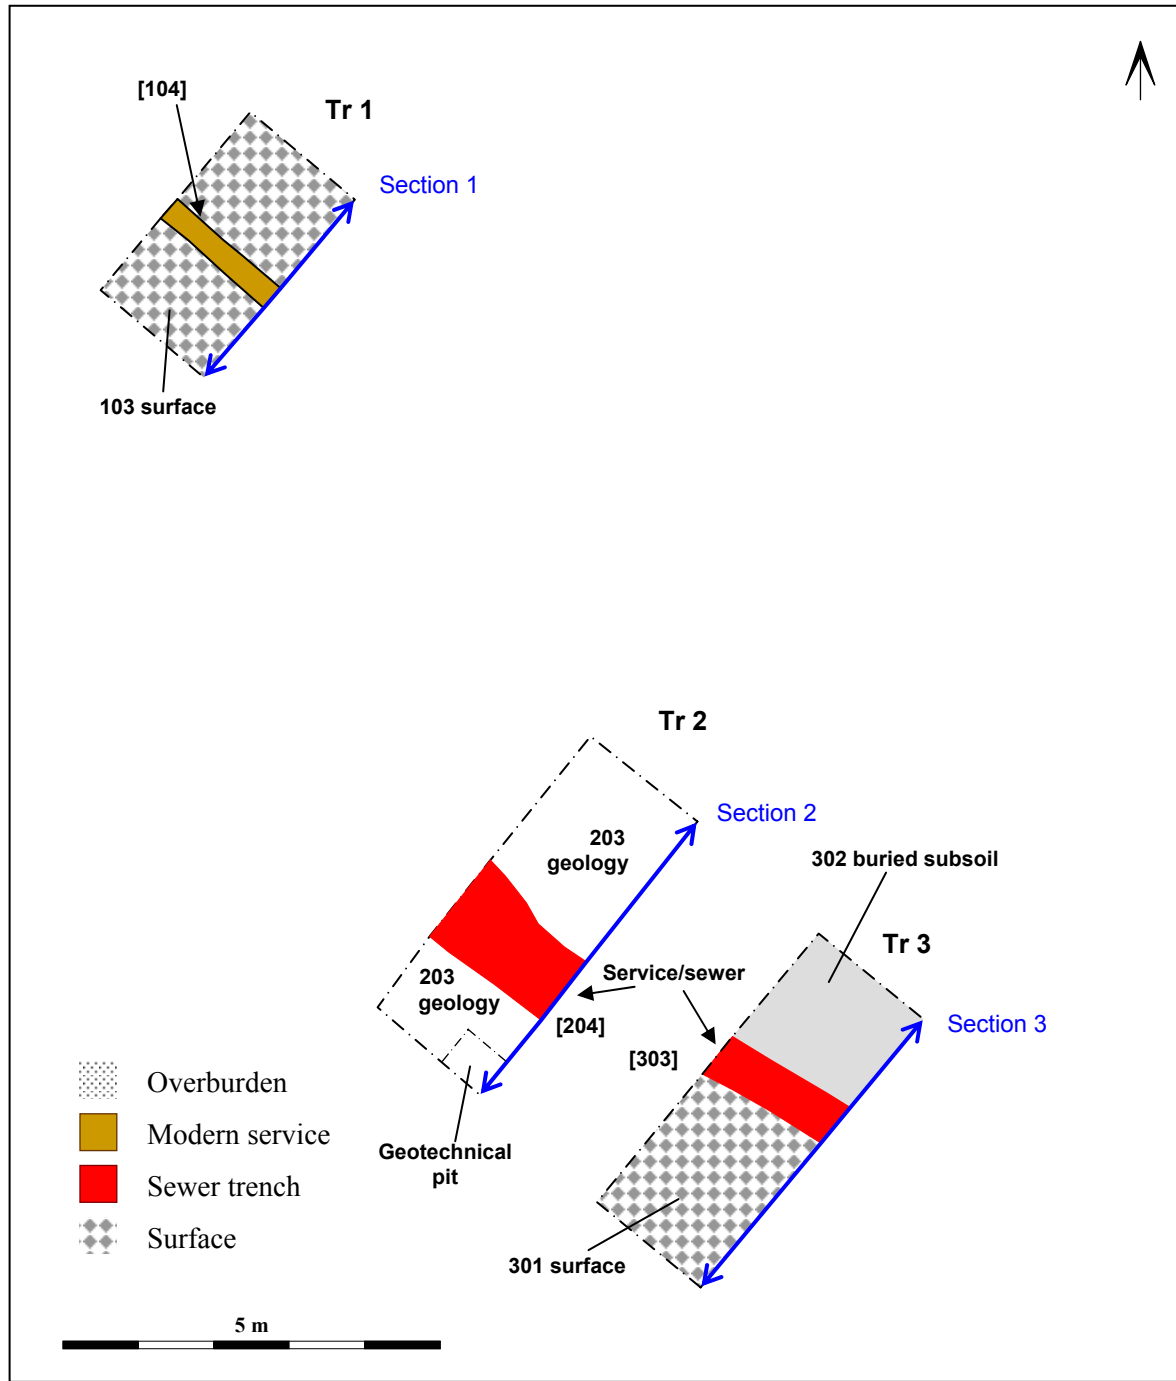 [104]
Tr 1
Section 1
103 surface
Tr 2
Section 2
203
geology
302 buried subsoil
Tr 3
203
geology
Service/sewer
[204]
Section 3
[303]
Overburden
Modern service
Sewer trench
Surface
Geotechnical
pit
301 surface
5 m